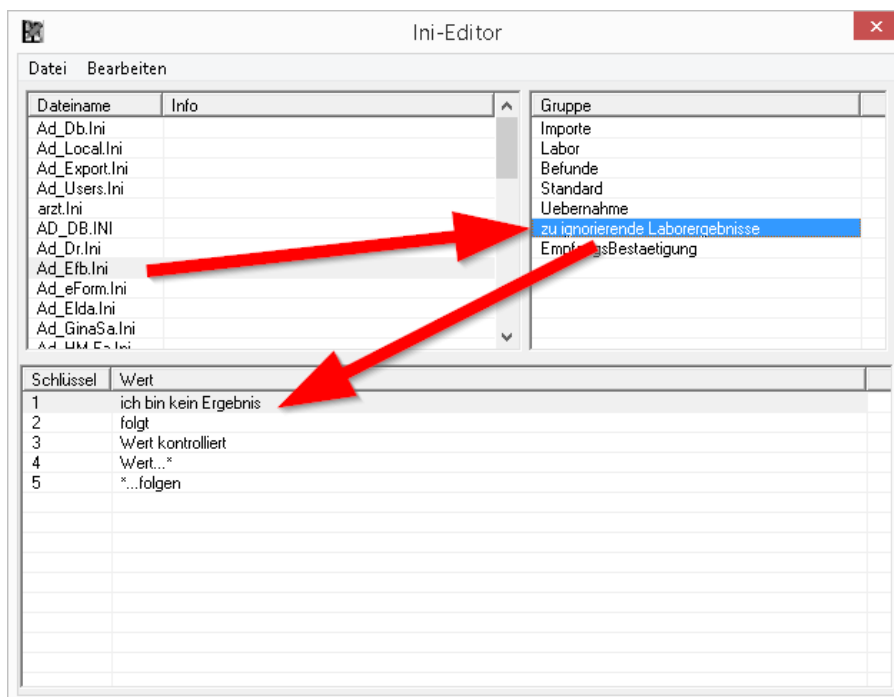 Ini-Editor
Datei Bearbeiten
Dateiname Info
Ad_Db.Ini
Ad_Local.Ini
Ad_Export.Ini
Ad_Users.Ini
arzt.Ini
AD_DB.INI
Ad_Dr.Ini
Ad_Efb.Ini
Ad_eForm.Ini
Ad_Elda.Ini
Ad_GinaSa.Ini
Gruppe
Importe
Labor
Befunde
Standard
Uebernahme
zu ignorierende Laborergebnisse
EmpfangsBestaetigung
Schlüssel Wert
1 ich bin kein Ergebnis
2 folgt
3 Wert kontrolliert
4 Wert...*
5 *...folgen